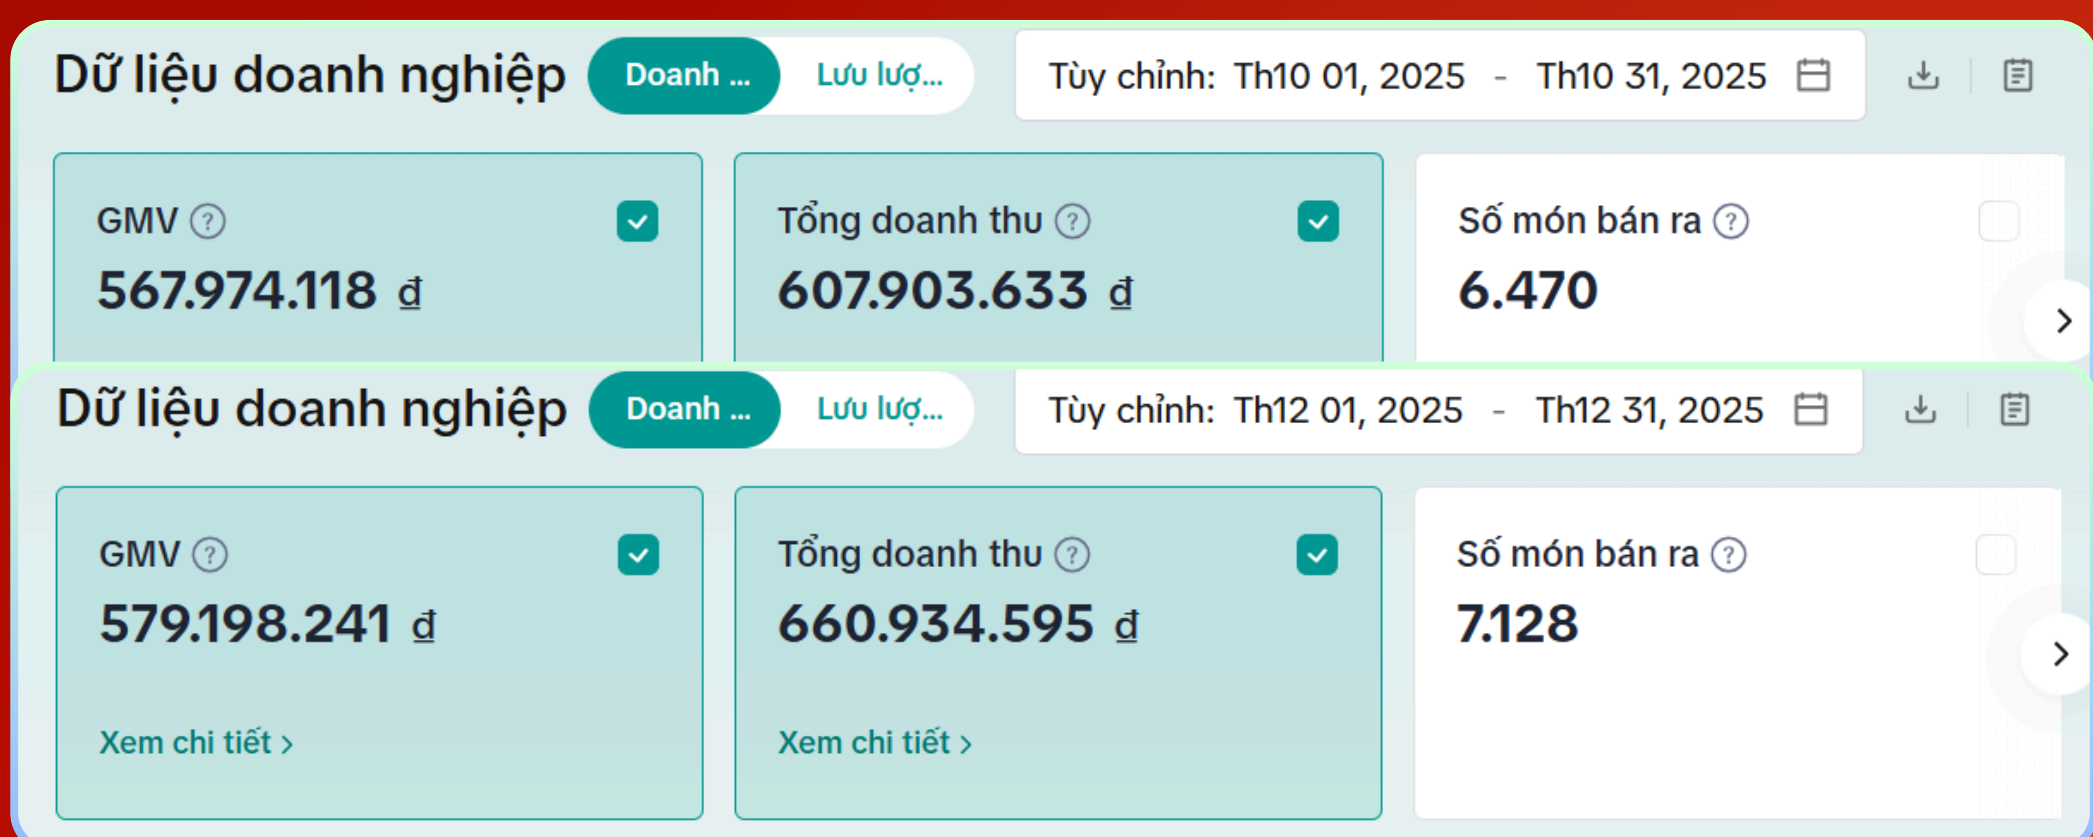 Dữ liệu doanh nghiệp Doanh ... Lưu lượ... Tùy chỉnh: Th10 01, 2025 - Th10 31, 2025
GMV ? Tổng doanh thu ? Số món bán ra ?
567.974.118 ₫ 607.903.633 ₫ 6.470
Dữ liệu doanh nghiệp Doanh ... Lưu lượ... Tùy chỉnh: Th12 01, 2025 - Th12 31, 2025
GMV ? Tổng doanh thu ? Số món bán ra ?
579.198.241 ₫ 660.934.595 ₫ 7.128
Xem chi tiết > Xem chi tiết >